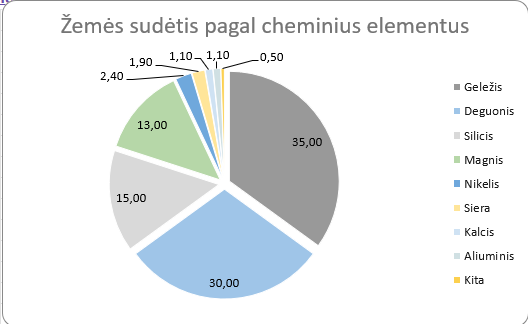 Žemės sudėtis pagal cheminius elementus
1,10
1,10
0,50
1,90
2,40
13,00
35,00
15,00
30,00
Geležis
Deguonis
Silicis
Magnis
Nikelis
Siera
Kalcis
Aliuminis
Kita